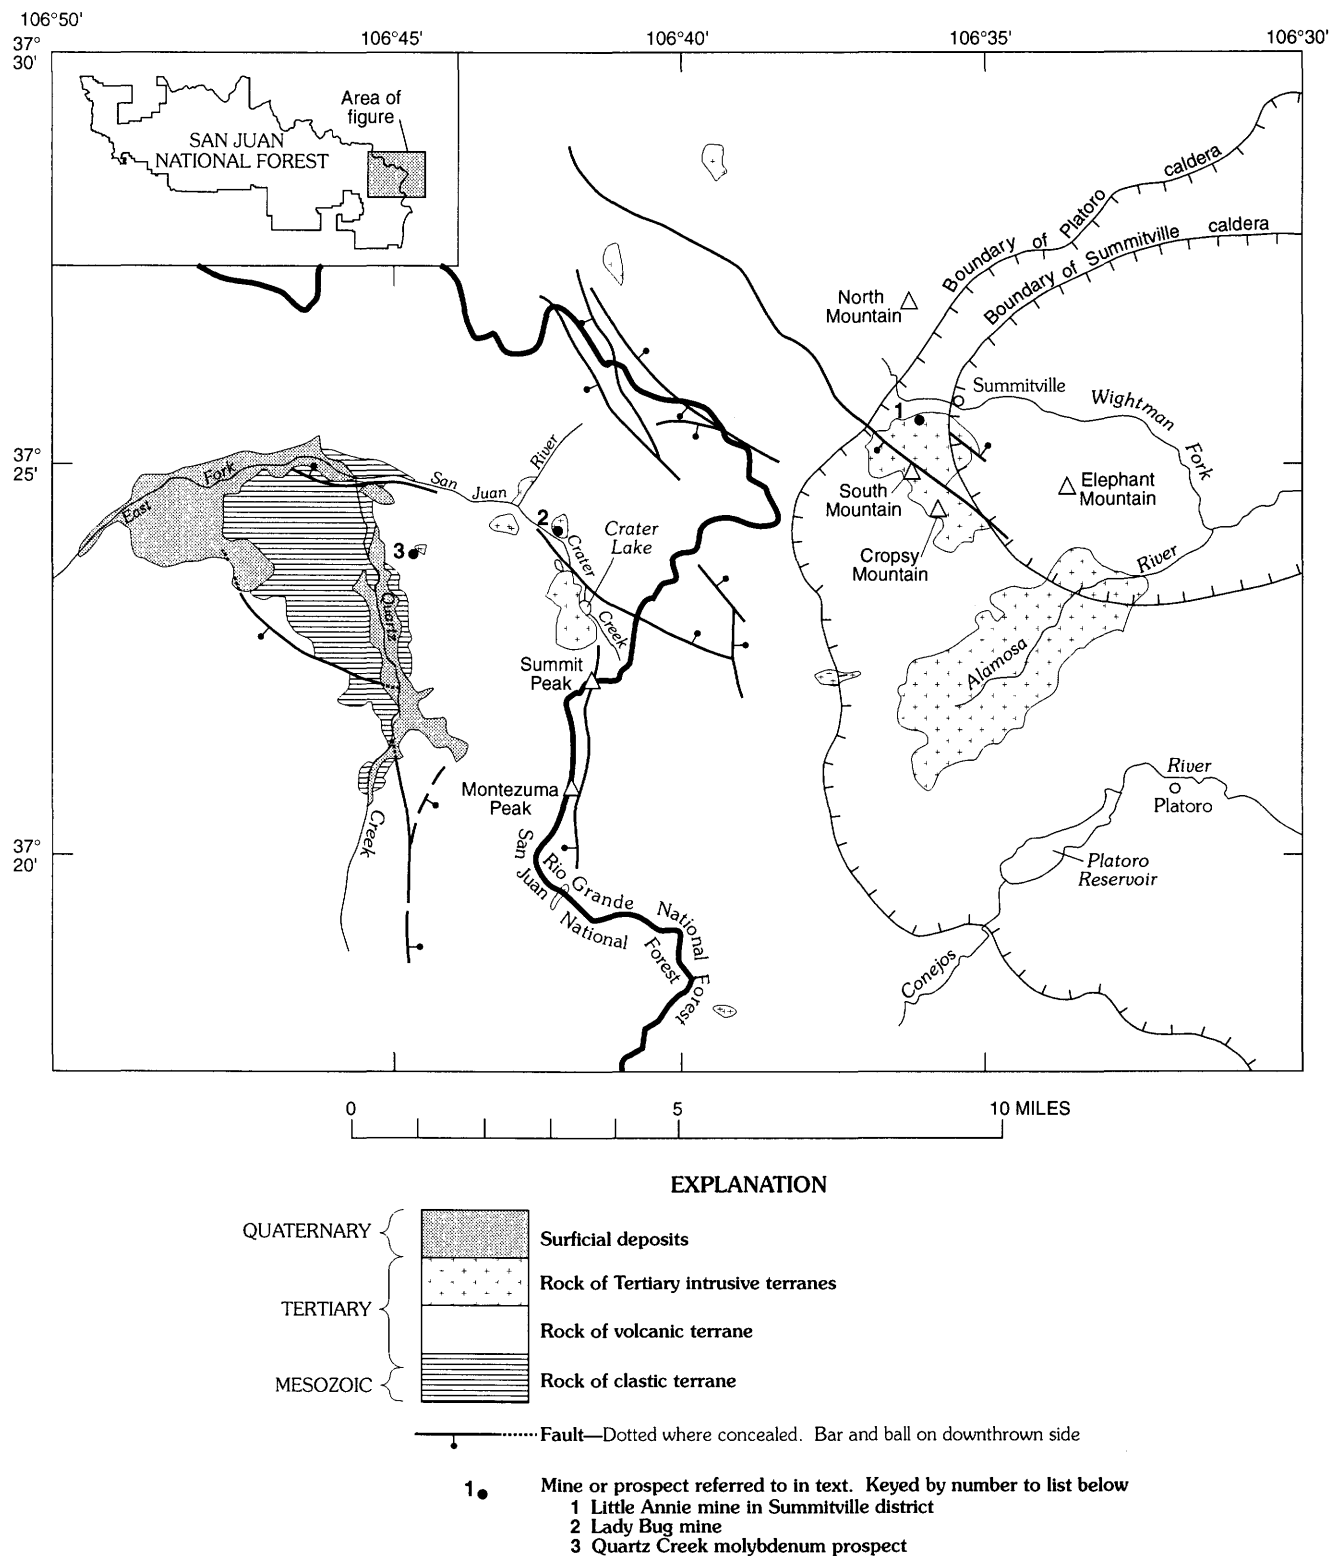 106°50'
37°
30'
106°45'
106°40'
106°35'
106°30'
Area of
figure
SAN JUAN
NATIONAL FOREST
Boundary of Platoro caldera
Boundary of Summitville caldera
North
Mountain
Summitville
1
Wightman Fork
37°
25'
East Fork San Juan River
South
Mountain
Elephant
Mountain
2
Crater
Lake
3
Crater Creek
Cropsy
Mountain
River
Quartz
Alamosa
Summit
Peak
Montezuma
Peak
River
Platoro
Platoro
Reservoir
37°
20'
Creek
San Juan National Forest
Rio Grande National Forest
Conejos
0
5
10 MILES
EXPLANATION
QUATERNARY
Surficial deposits
Rock of Tertiary intrusive terranes
TERTIARY
Rock of volcanic terrane
MESOZOIC
Rock of clastic terrane
Fault—Dotted where concealed. Bar and ball on downthrown side
1
Mine or prospect referred to in text. Keyed by number to list below
1 Little Annie mine in Summitville district
2 Lady Bug mine
3 Quartz Creek molybdenum prospect